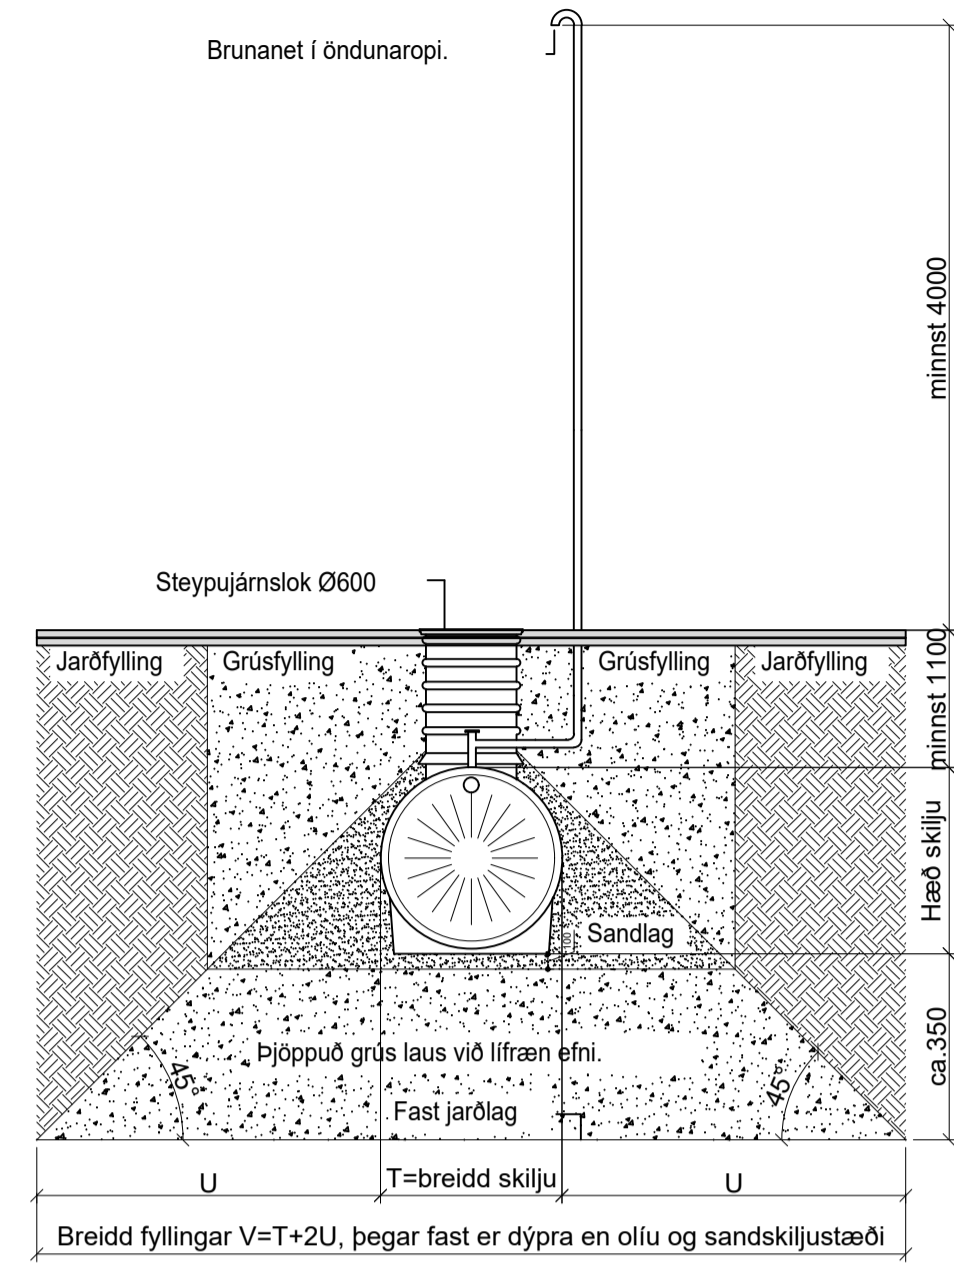 Brunanet í öndunaropi.
minnst 4000
Steypujárnslok Ø600
Jarðfylling
Grúsfylling
Grúsfylling
Jarðfylling
minnst 1100
Hæð skilju
Sandlag
100
ca.350
Þjöppuð grús laus við lífræn efni.
45°
45°
Fast jarðlag
U
T=breidd skilju
U
Breidd fyllingar V=T+2U, þegar fast er dýpra en olíu og sandskiljustæði